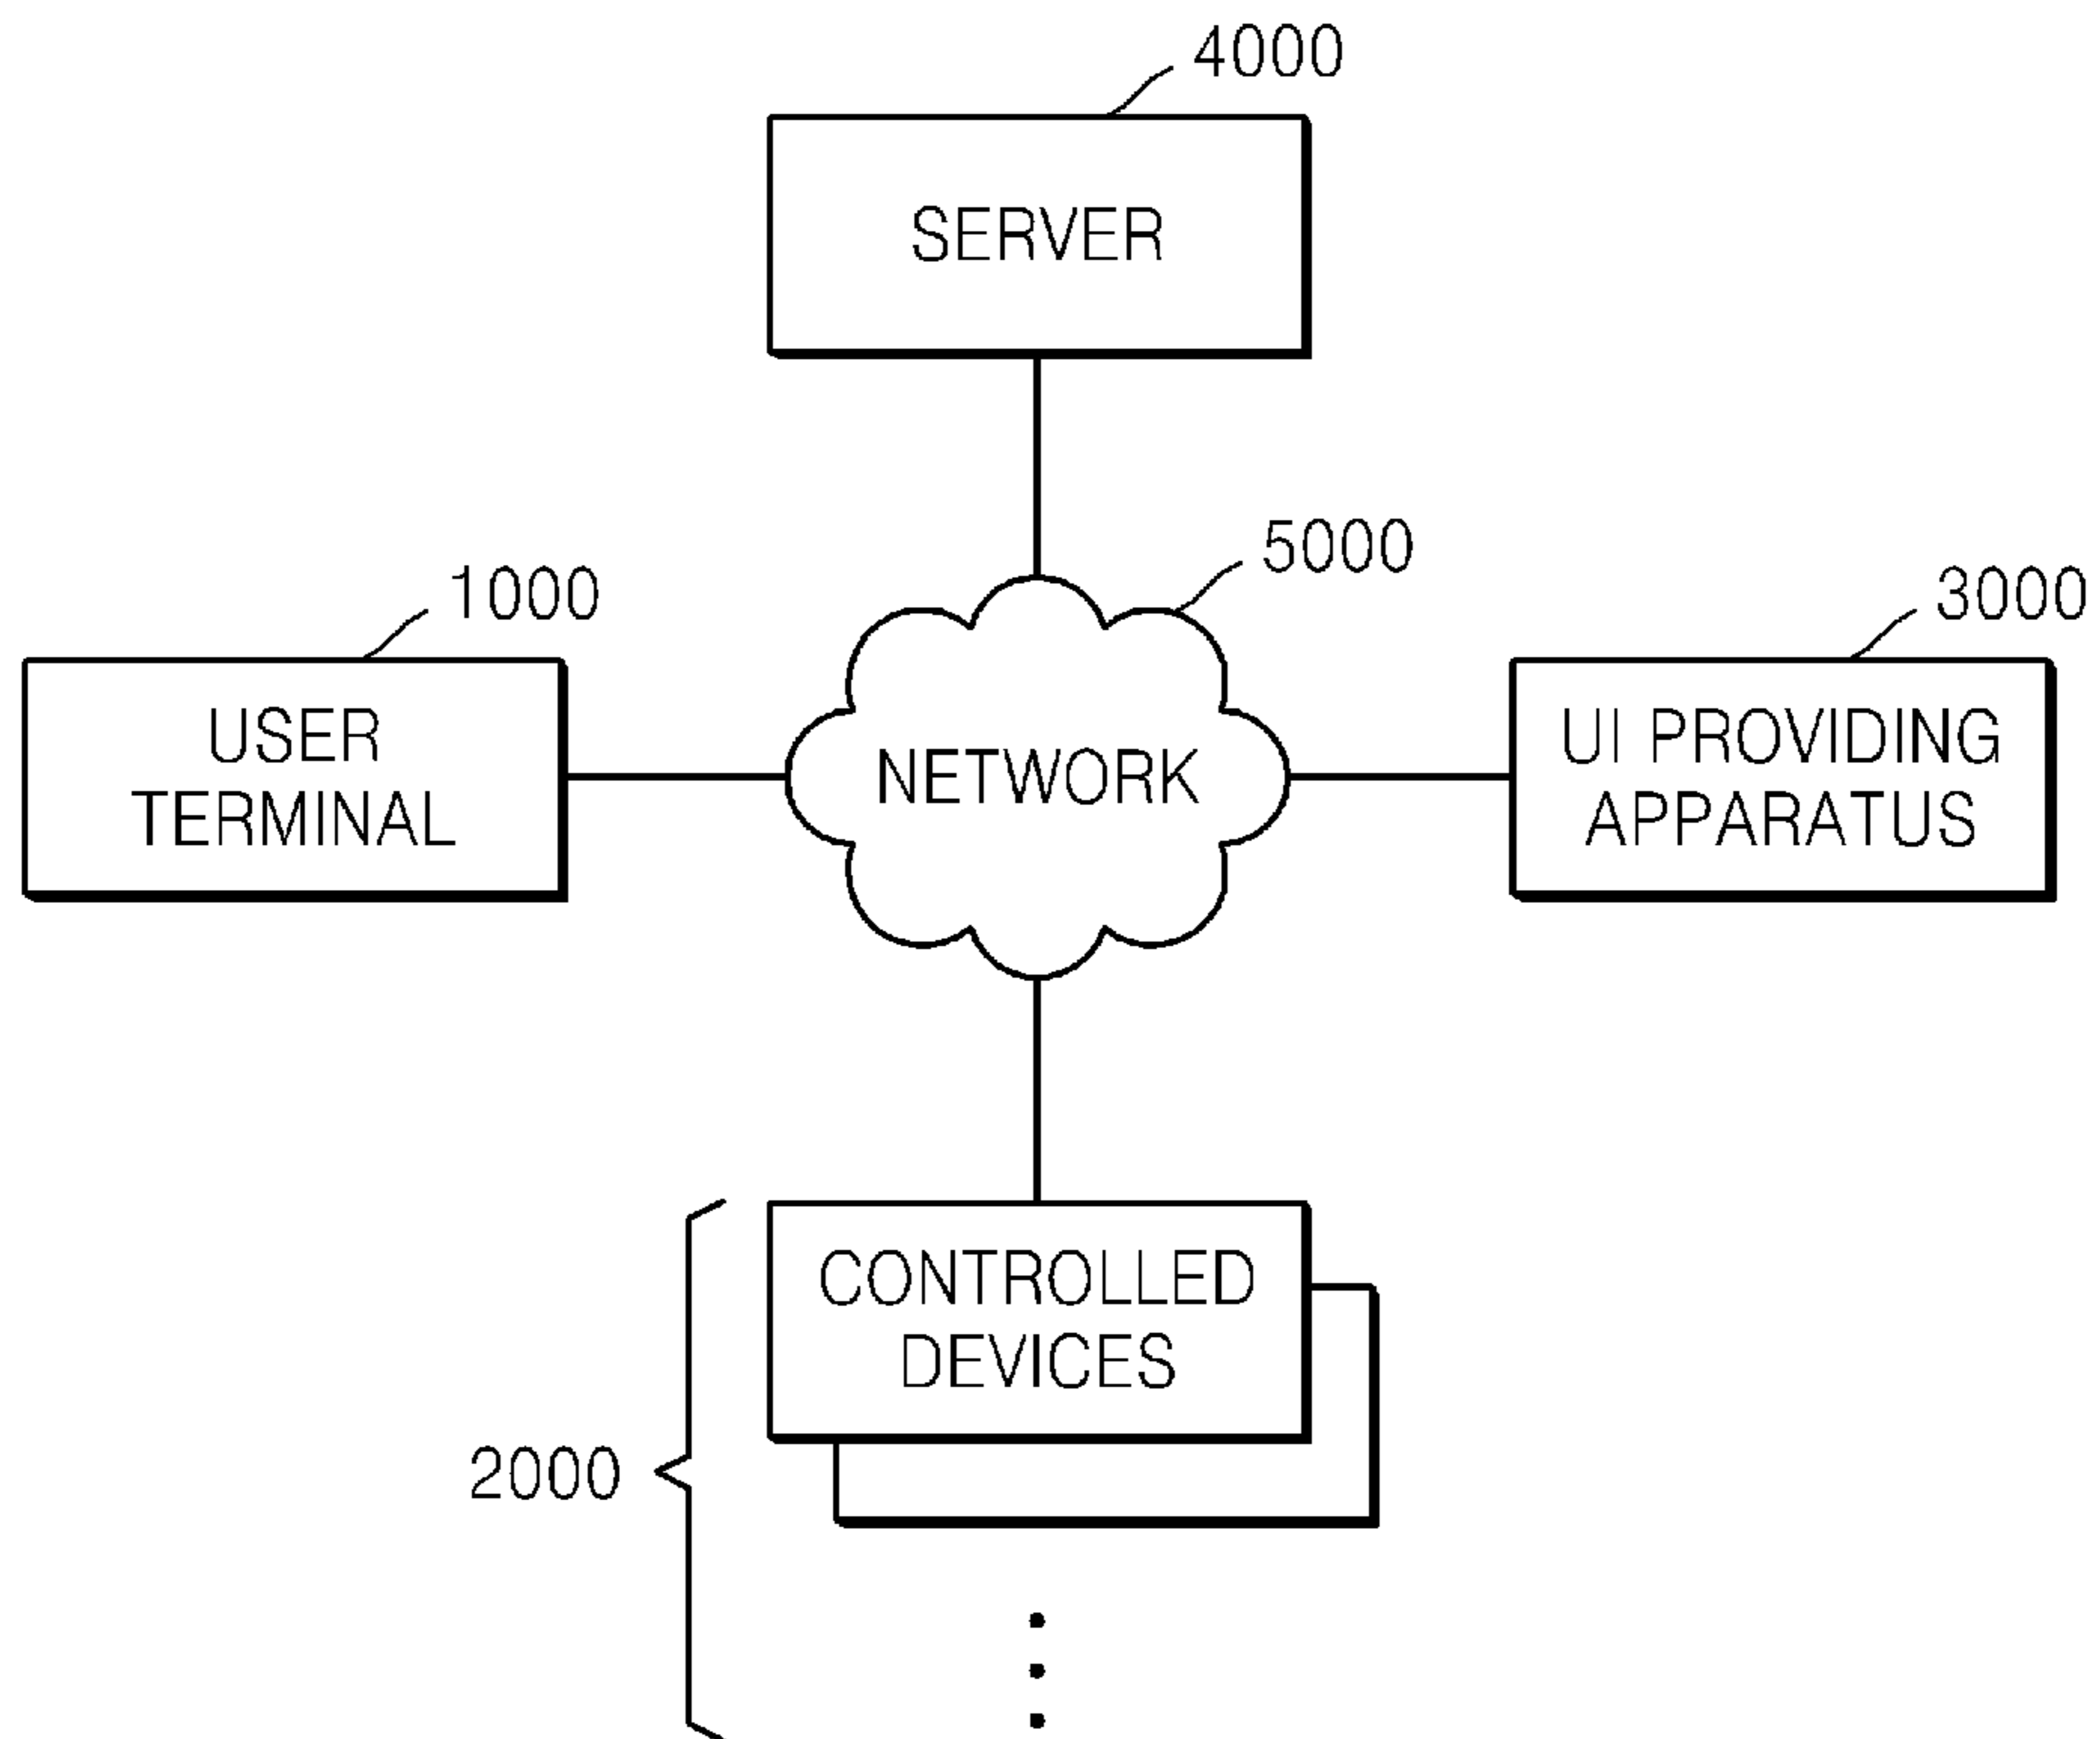 4000
SERVER
5000
1000
3000
USER
TERMINAL
NETWORK
UI PROVIDING
APPARATUS
CONTROLLED
DEVICES
2000